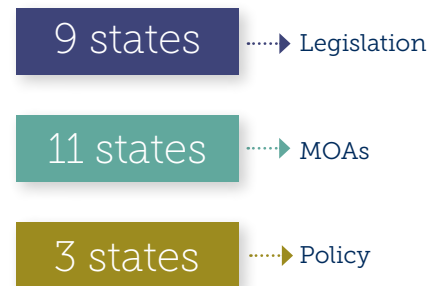 9 states Legislation
11 states MOAs
3 states Policy